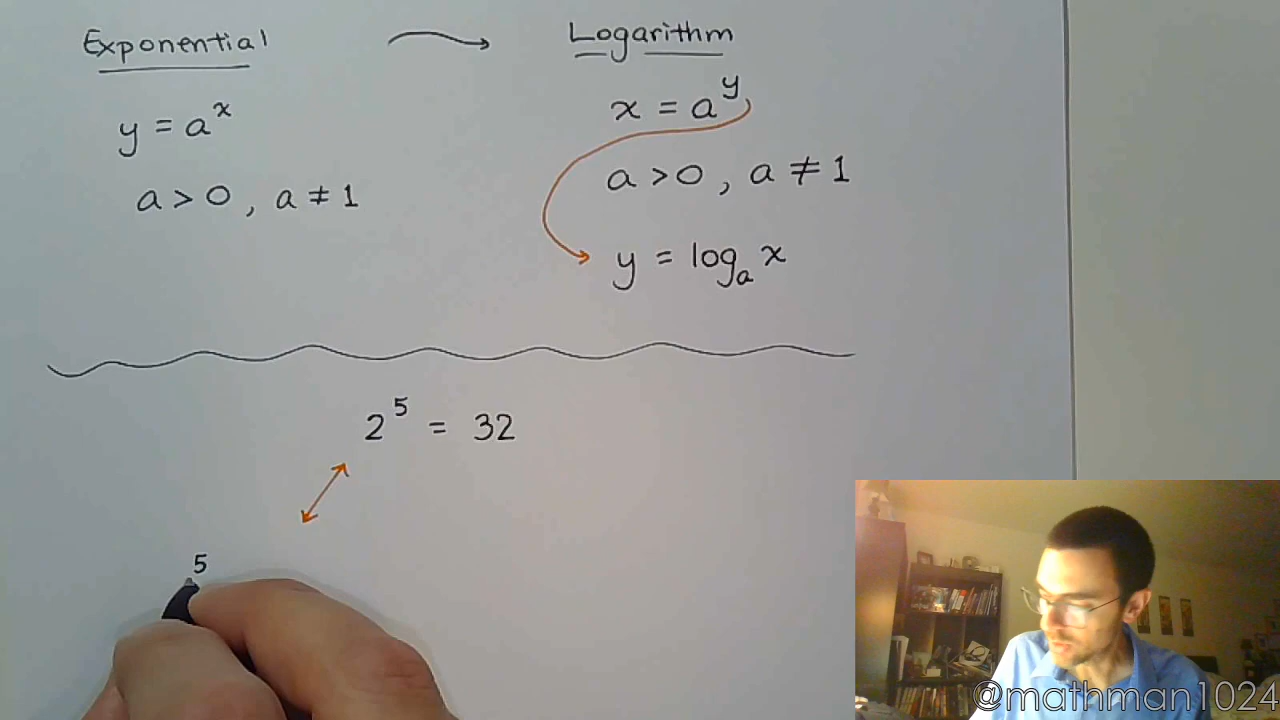 Exponential
y = a^x
a > 0 , a ≠ 1
Logarithm
x = a^y
a > 0 , a ≠ 1
y = log_a x
2^5 = 32
5
@mathman1024